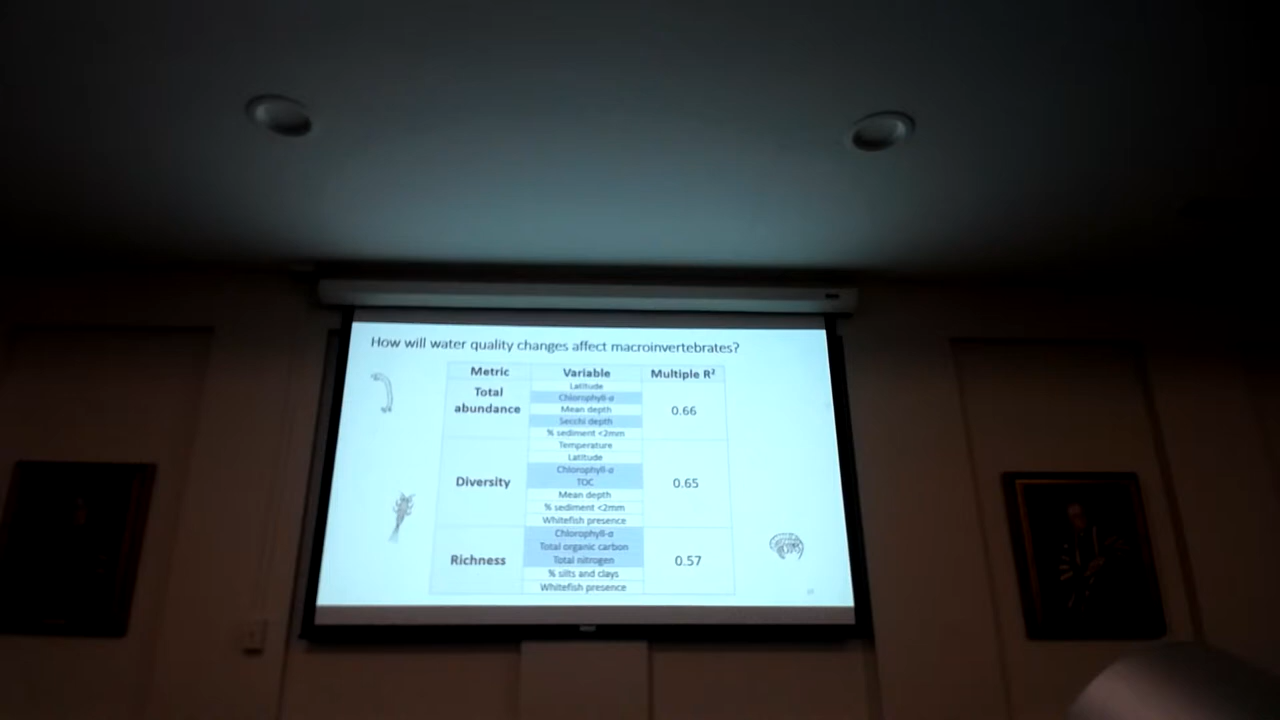 How will water quality changes affect macroinvertebrates?
Metric Variable Multiple R²
Total abundance
Latitude
Chlorophyll-a
Mean depth
Secchi depth
% sediment <2mm
0.66
Diversity
Temperature
Latitude
Chlorophyll-a
TOC
Mean depth
% sediment <2mm
Whitefish presence
0.65
Richness
Chlorophyll-a
Total organic carbon
Total nitrogen
% silts and clays
Whitefish presence
0.57